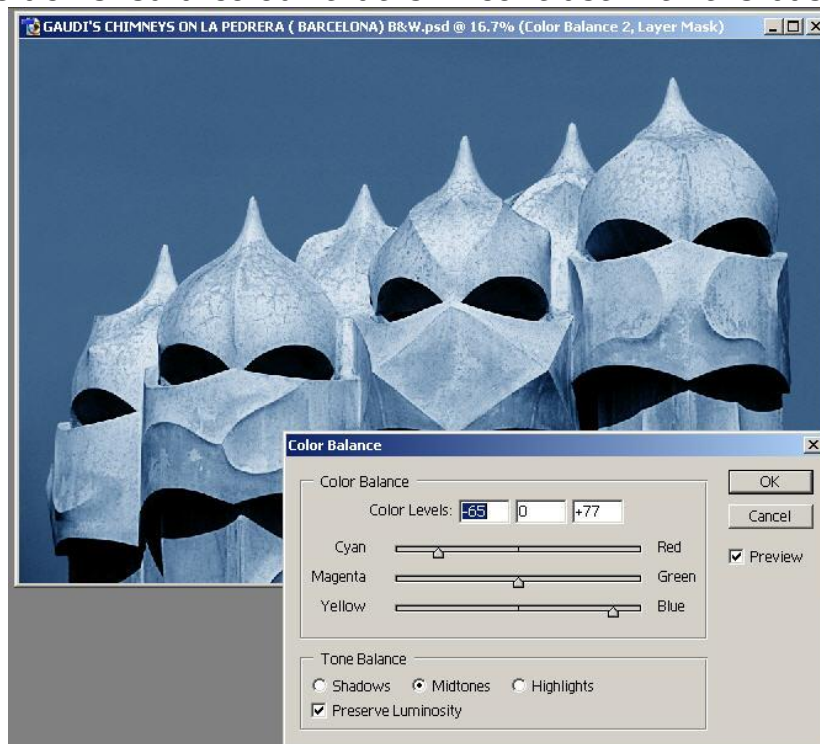 GAUDI'S CHIMNEYS ON LA PEDRERA ( BARCELONA) B&W.psd @ 16.7% (Color Balance 2, Layer Mask)
Color Balance
Color Balance
Color Levels: -65 0 +77
Cyan Red
Magenta Green
Yellow Blue
OK
Cancel
Preview
Tone Balance
Shadows Midtones Highlights
Preserve Luminosity